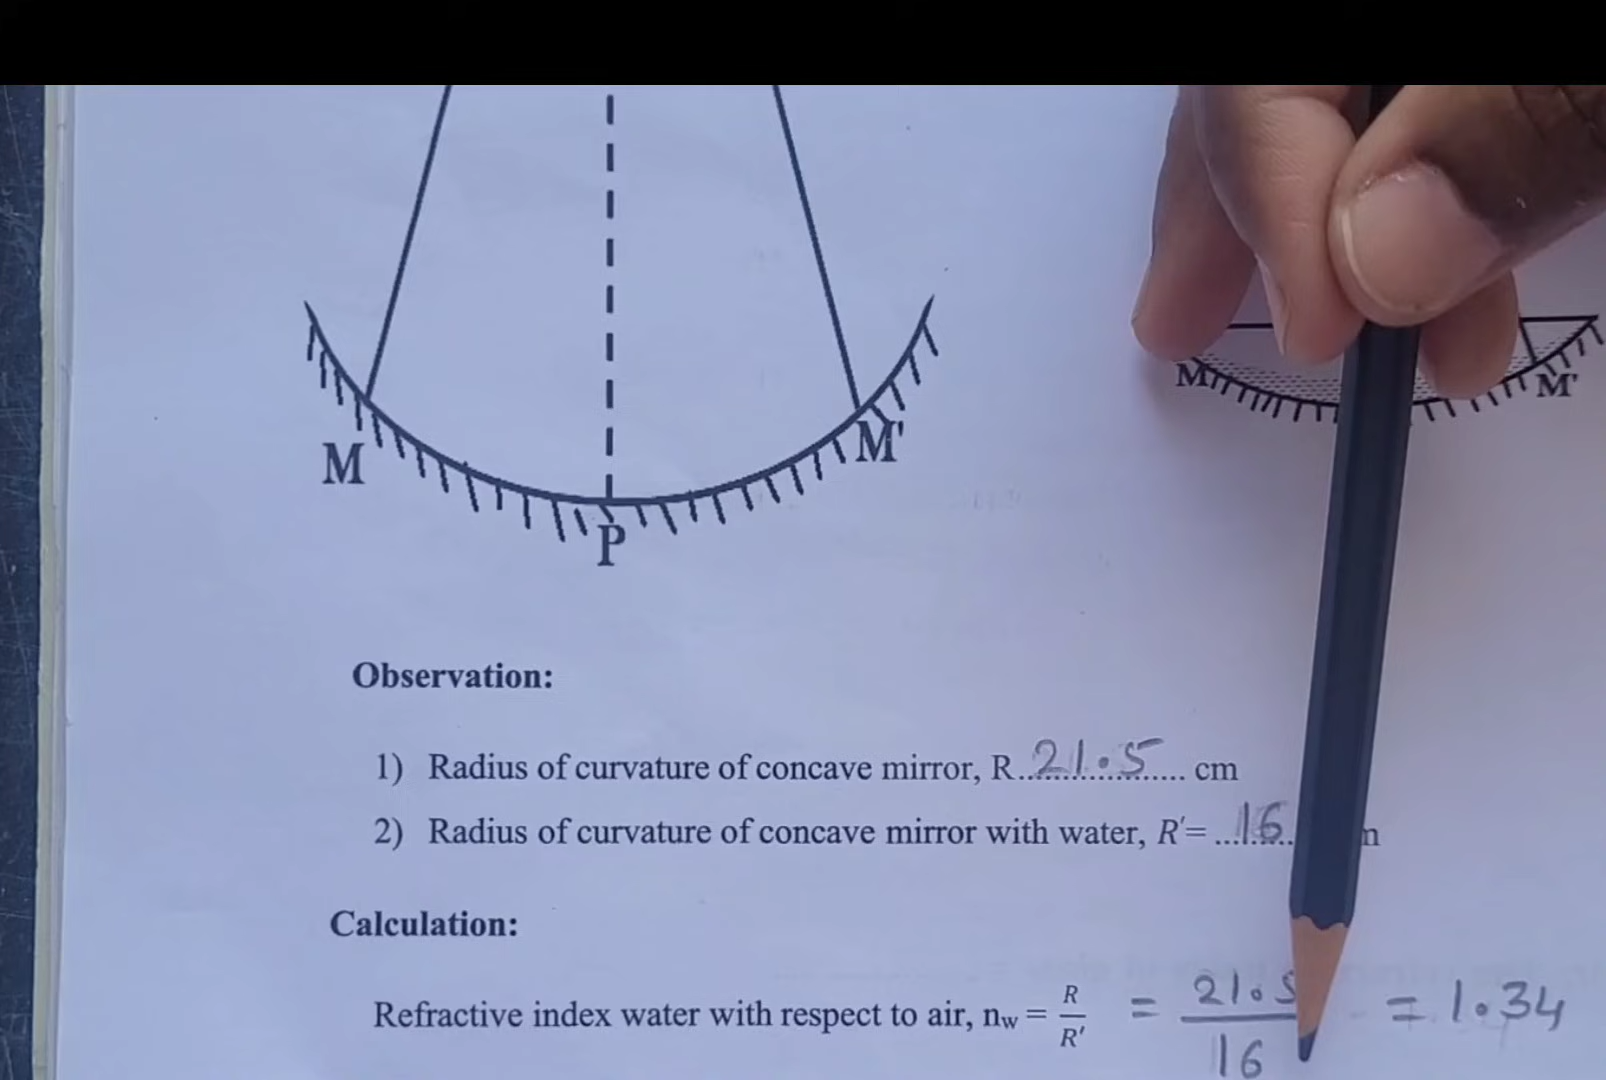 M M'
M M'
P
Observation:
1) Radius of curvature of concave mirror, R 21.5 cm
2) Radius of curvature of concave mirror with water, R'= 16
Calculation:
Refractive index water with respect to air, nw = R/R' = 21.5/16 = 1.34